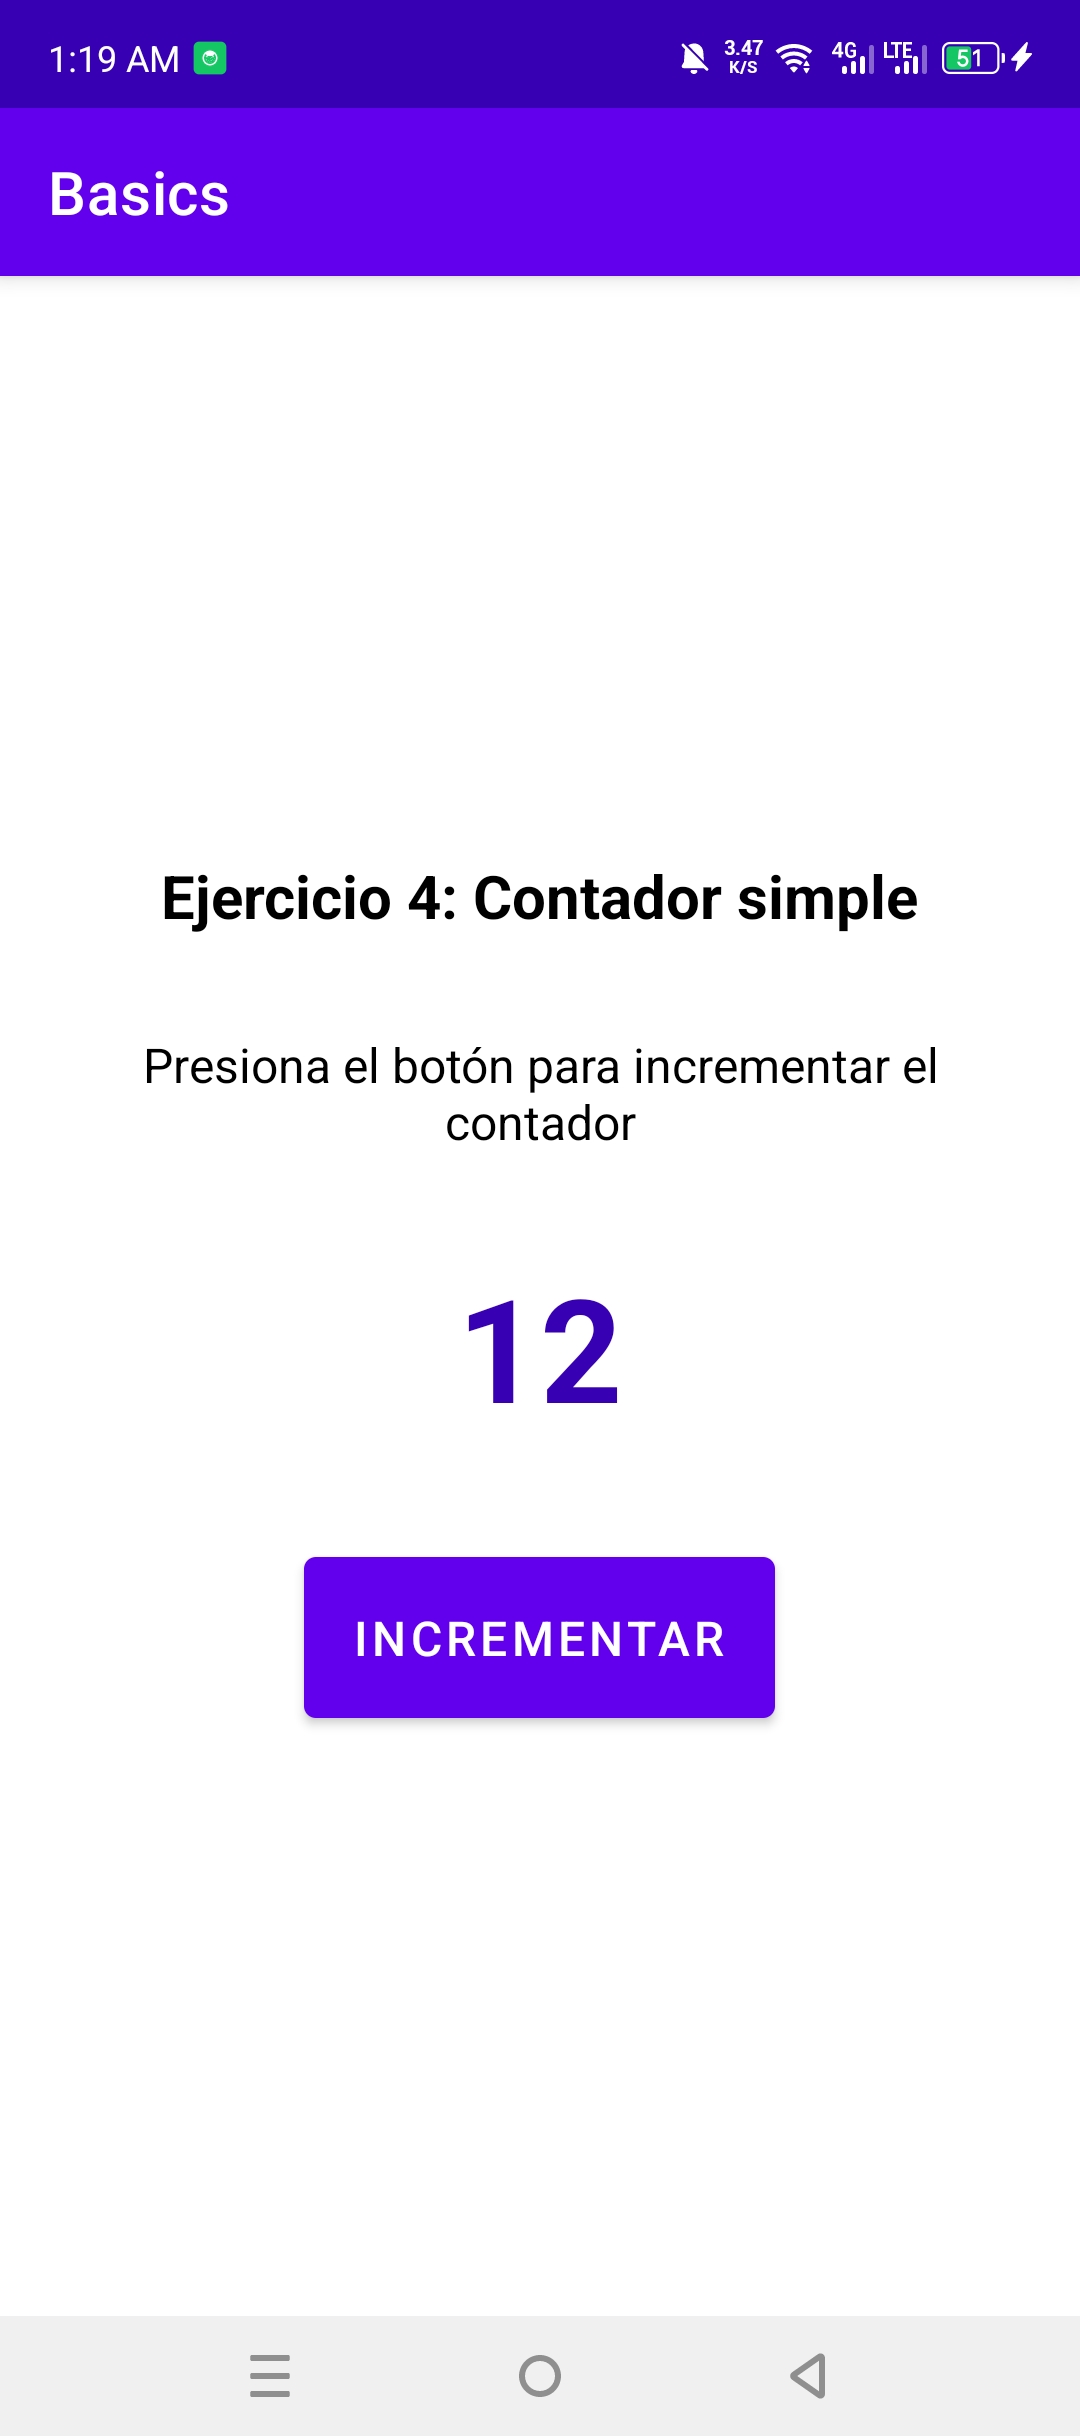 1:19 AM 3.47 K/S 4G LTE 51
Basics
Ejercicio 4: Contador simple
Presiona el botón para incrementar el
contador
12
INCREMENTAR